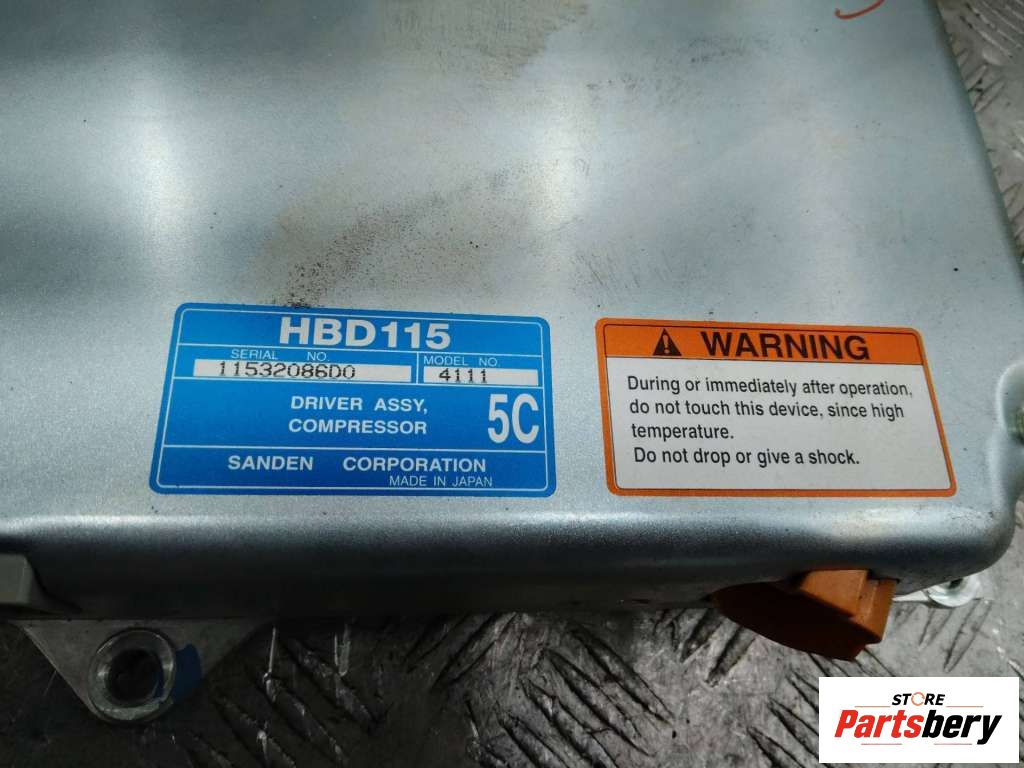 HBD115
SERIAL NO.
11532086D0
MODEL NO.
4111
DRIVER ASSY,
COMPRESSOR
5C
SANDEN CORPORATION
MADE IN JAPAN
WARNING
During or immediately after operation,
do not touch this device, since high
temperature.
Do not drop or give a shock.
STORE
Partsbery